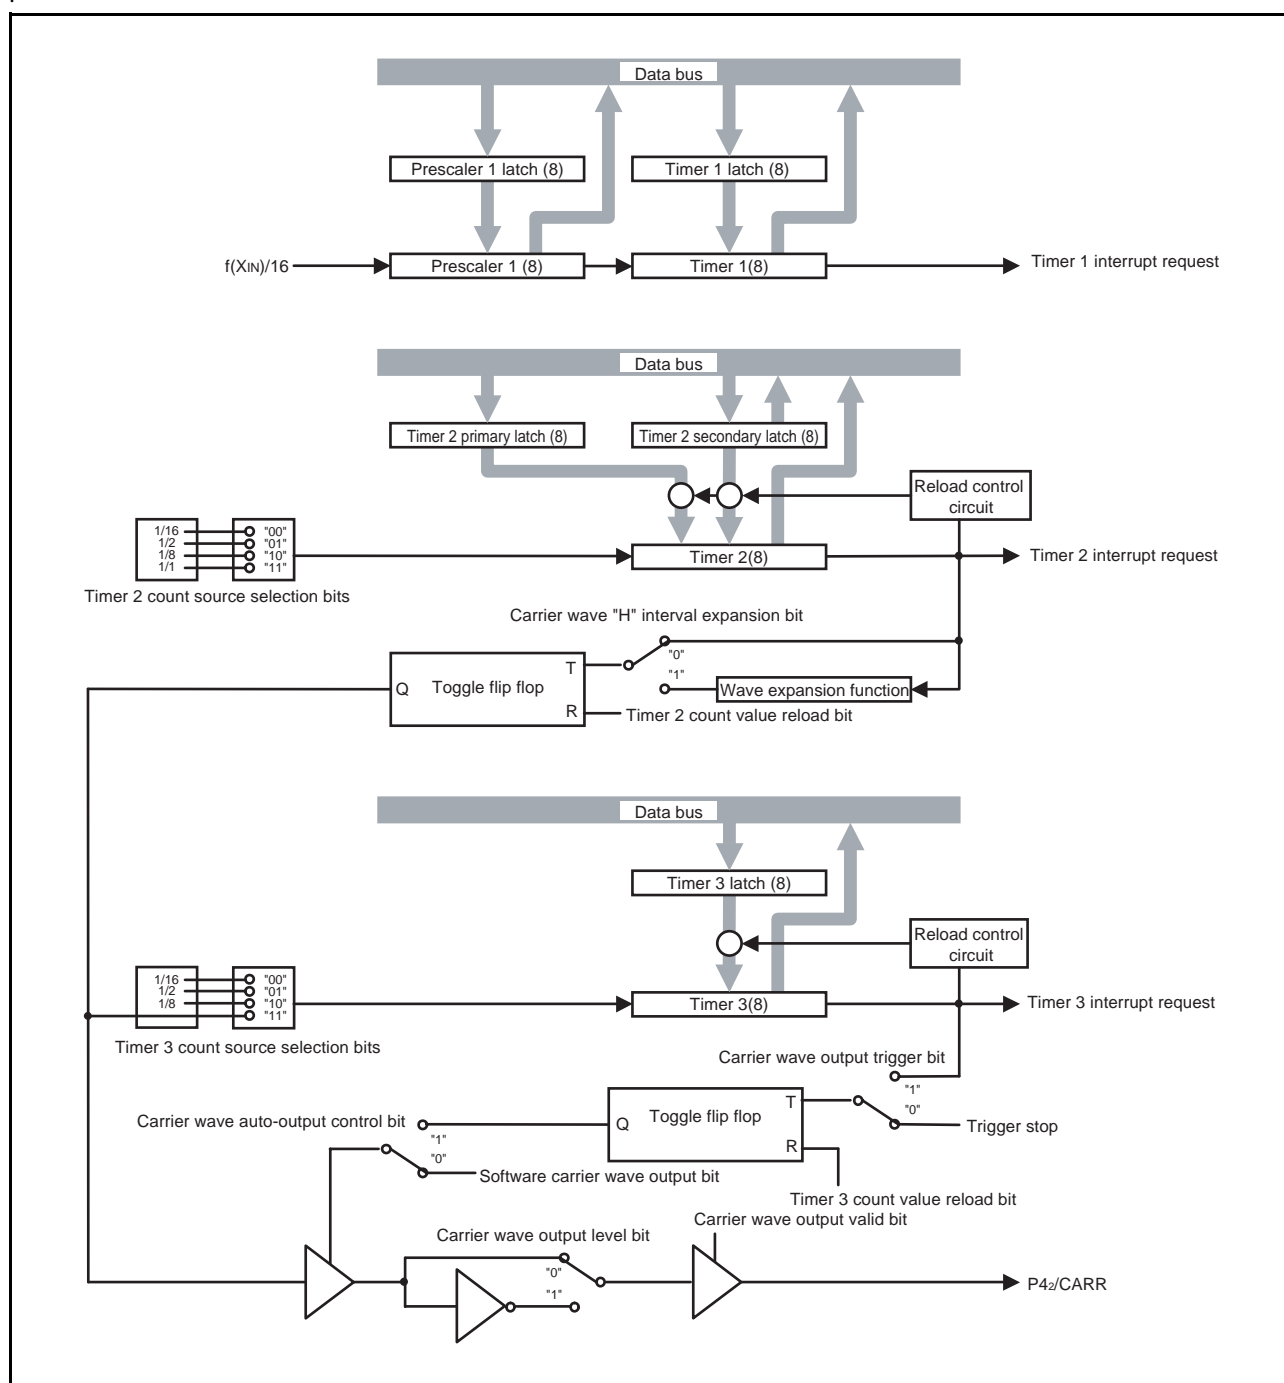 Data bus
Prescaler 1 latch (8)
Timer 1 latch (8)
f(XIN)/16
Prescaler 1 (8)
Timer 1(8)
Timer 1 interrupt request
Data bus
Timer 2 primary latch (8)
Timer 2 secondary latch (8)
Reload control
circuit
1/16
1/2
1/8
1/1
"00"
"01"
"10"
"11"
Timer 2(8)
Timer 2 interrupt request
Timer 2 count source selection bits
Carrier wave "H" interval expansion bit
"0"
"1"
T
Q
Toggle flip flop
R
Wave expansion function
Timer 2 count value reload bit
Data bus
Timer 3 latch (8)
Reload control
circuit
1/16
1/2
1/8
"00"
"01"
"10"
"11"
Timer 3(8)
Timer 3 interrupt request
Timer 3 count source selection bits
Carrier wave output trigger bit
"1"
"0"
Trigger stop
T
Q
Toggle flip flop
R
Carrier wave auto-output control bit
"1"
"0"
Software carrier wave output bit
Timer 3 count value reload bit
Carrier wave output valid bit
Carrier wave output level bit
"0"
"1"
P42/CARR